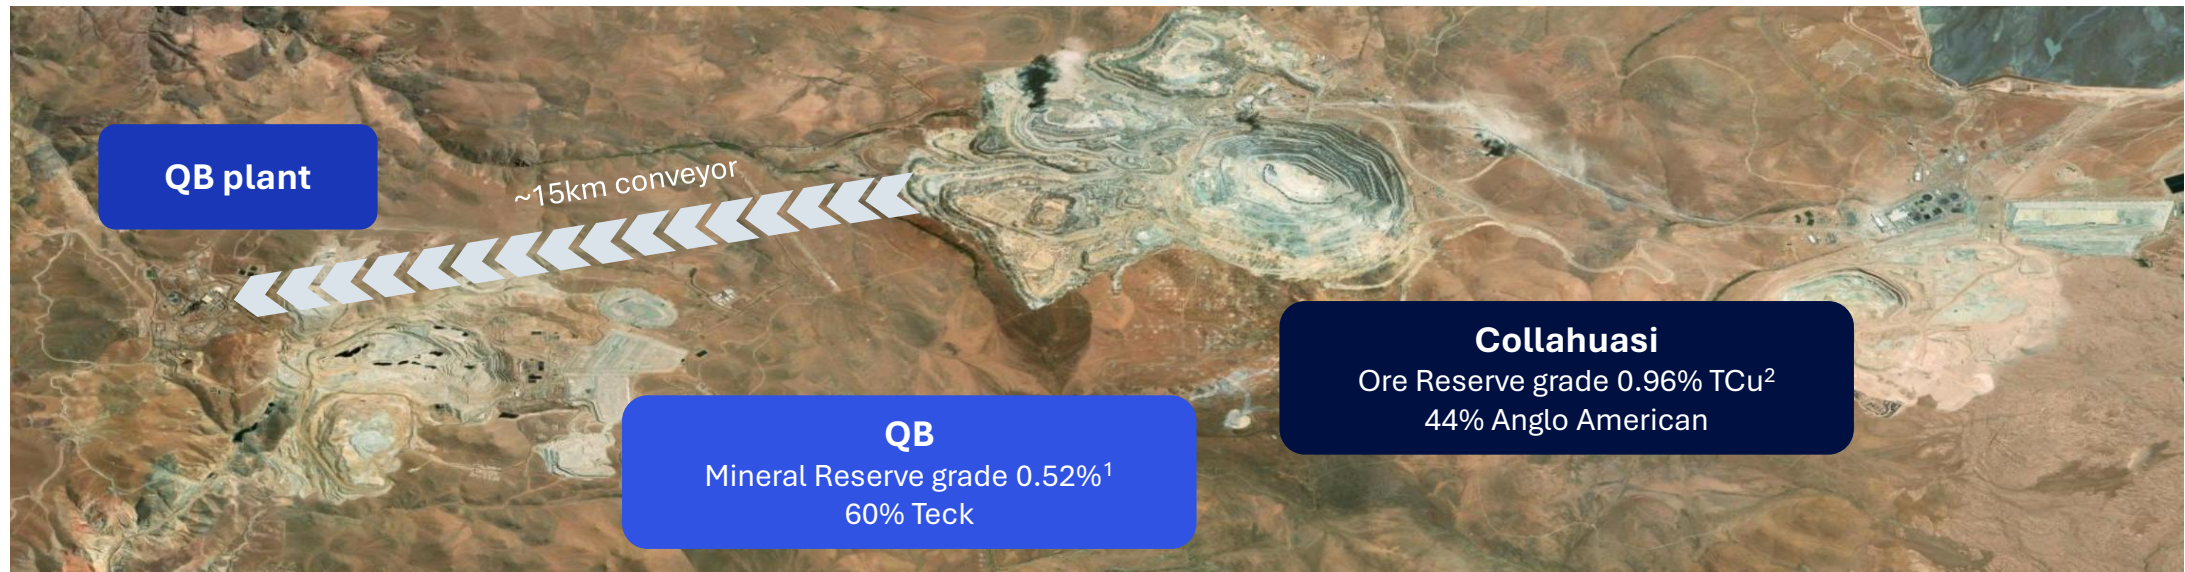 QB plant
~15km conveyor
Collahuasi
Ore Reserve grade 0.96% TCu²
44% Anglo American
QB
Mineral Reserve grade 0.52%¹
60% Teck